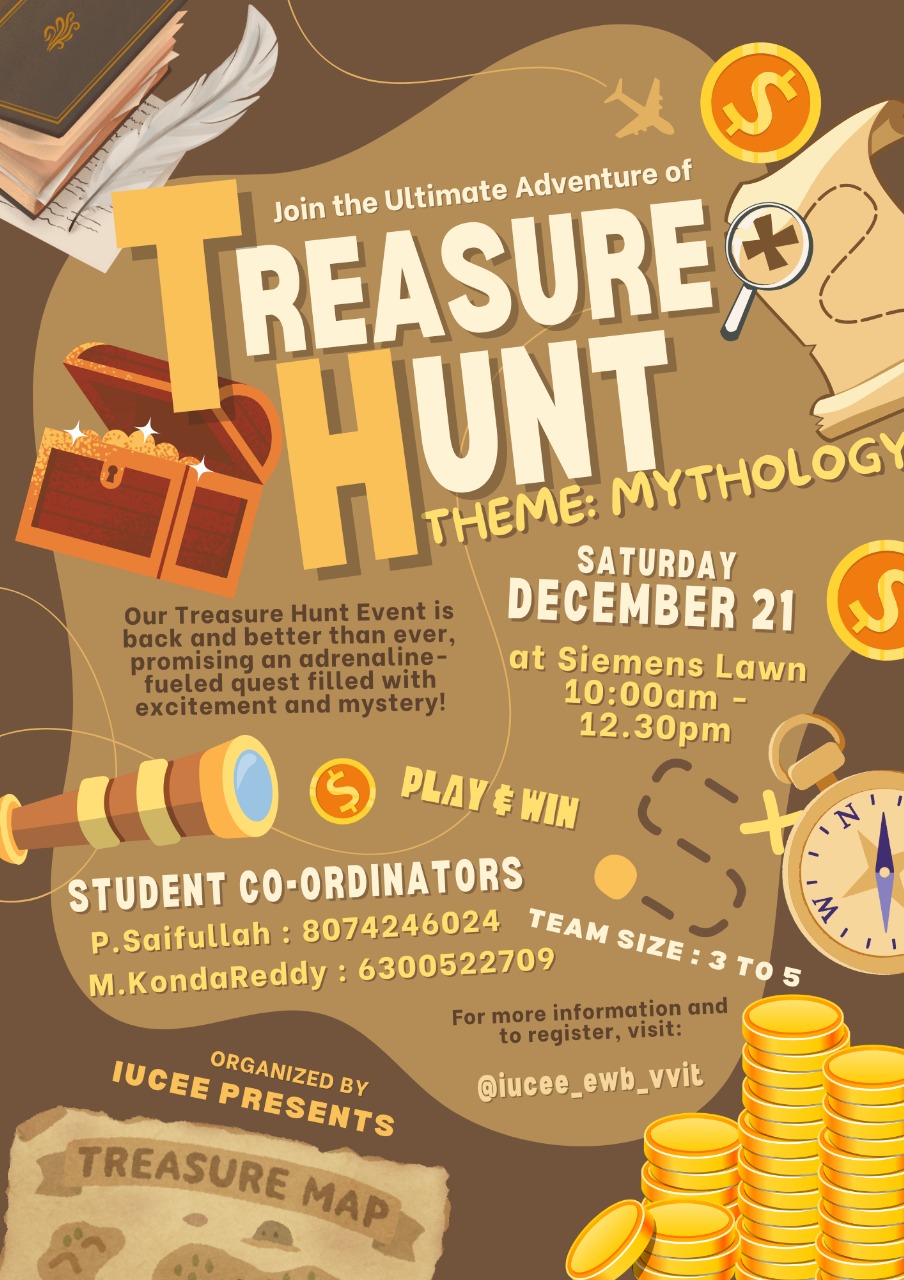 Join the Ultimate Adventure of
TREASURE
HUNT
THEME: MYTHOLOGY
SATURDAY
DECEMBER 21
at Siemens Lawn
10:00am -
12.30pm
Our Treasure Hunt Event is
back and better than ever,
promising an adrenaline-
fueled quest filled with
excitement and mystery!
PLAY & WIN
STUDENT CO-ORDINATORS
P.Saifullah : 8074246024
M.KondaReddy : 6300522709
TEAM SIZE : 3 TO 5
For more information and
to register, visit:
@iucee_ewb_vvit
ORGANIZED BY
IUCEE PRESENTS
TREASURE MAP
N
W